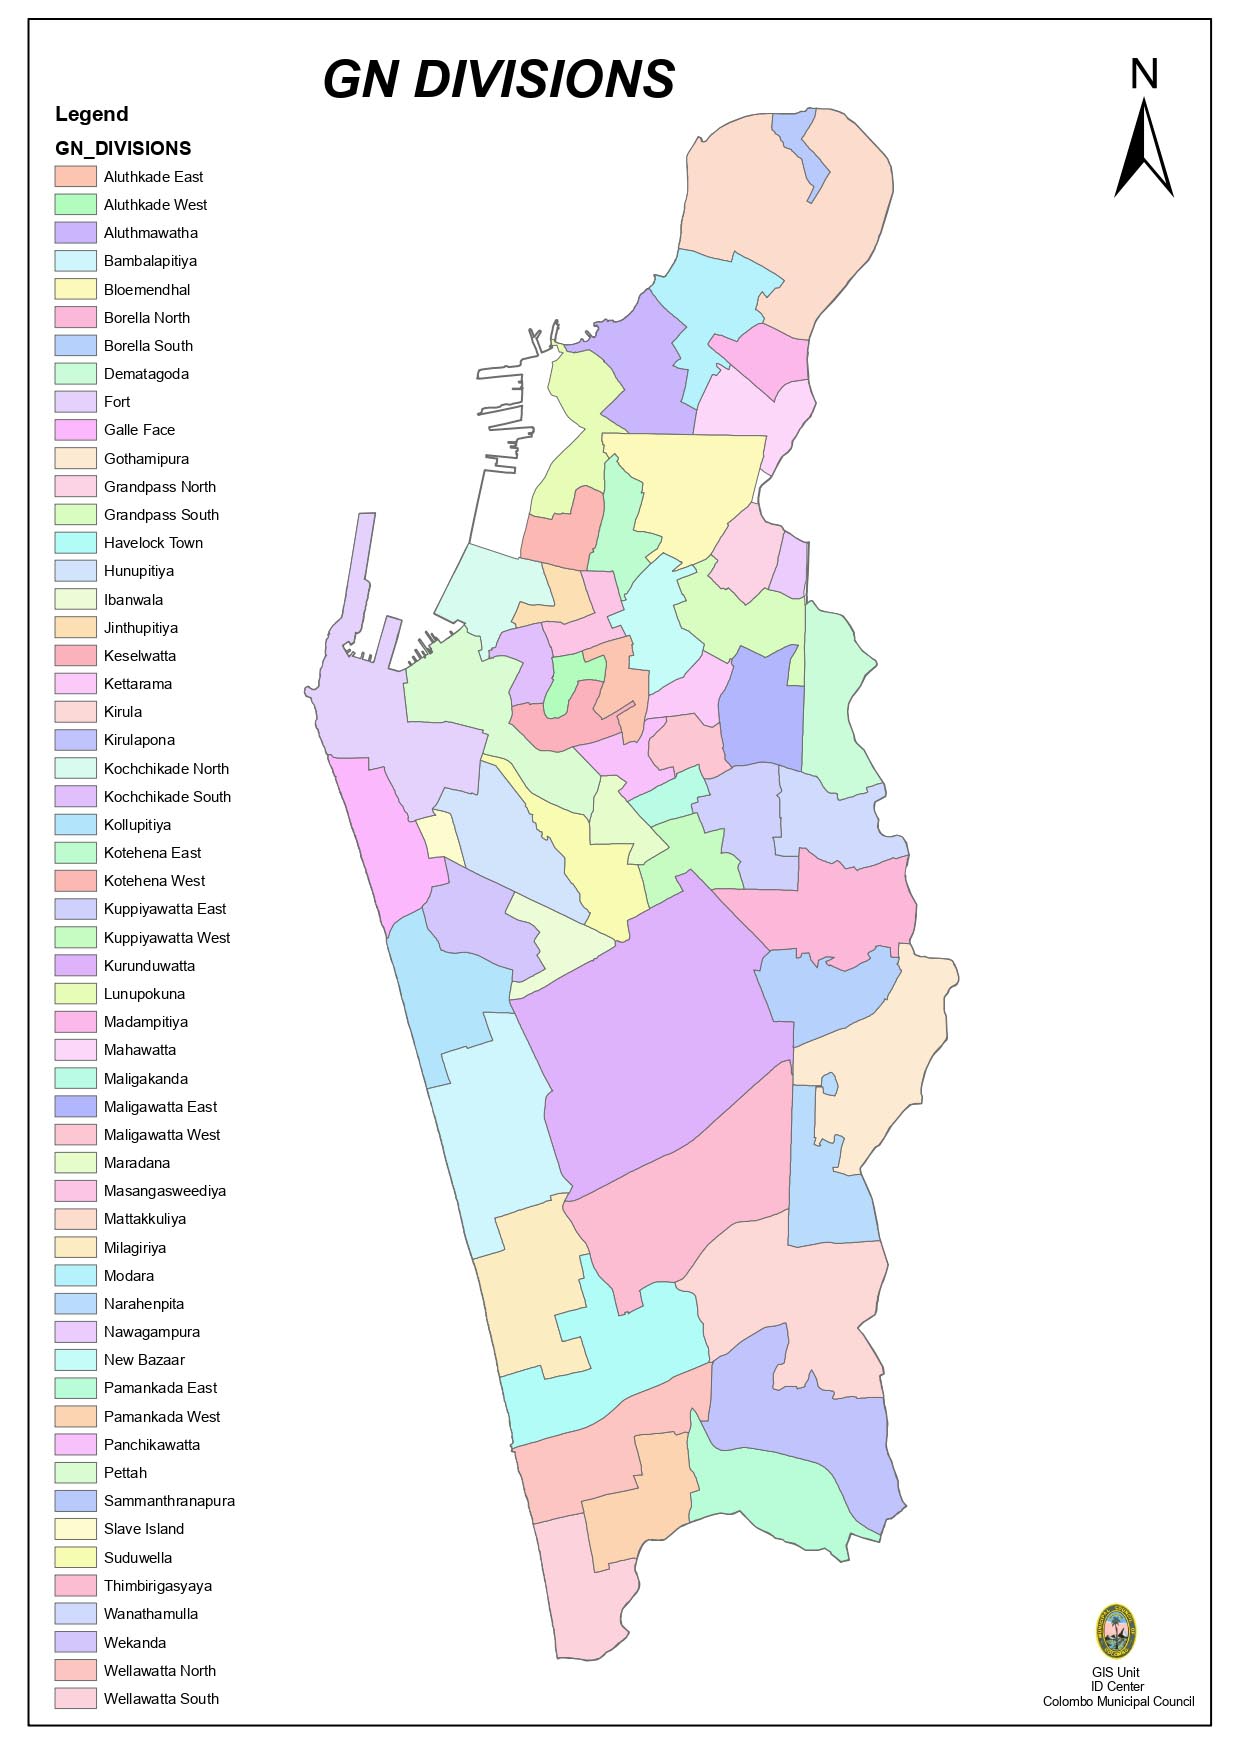 GN DIVISIONS
N
Legend
GN_DIVISIONS
Aluthkade East
Aluthkade West
Aluthmawatha
Bambalapitiya
Bloemendhal
Borella North
Borella South
Dematagoda
Fort
Galle Face
Gothamipura
Grandpass North
Grandpass South
Havelock Town
Hunupitiya
Ibanwala
Jinthupitiya
Keselwatta
Kettarama
Kirula
Kirulapona
Kochchikade North
Kochchikade South
Kollupitiya
Kotehena East
Kotehena West
Kuppiyawatta East
Kuppiyawatta West
Kurunduwatta
Lunupokuna
Madampitiya
Mahawatta
Maligakanda
Maligawatta East
Maligawatta West
Maradana
Masangasweediya
Mattakkuliya
Milagiriya
Modara
Narahenpita
Nawagampura
New Bazaar
Pamankada East
Pamankada West
Panchikawatta
Pettah
Sammanthranapura
Slave Island
Suduwella
Thimbirigasyaya
Wanathamulla
Wekanda
Wellawatta North
Wellawatta South
GIS Unit
ID Center
Colombo Municipal Council